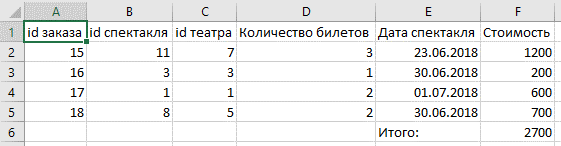 A B C D E F
1 id заказа id спектакля id театра Количество билетов Дата спектакля Стоимость
2 15 11 7 3 23.06.2018 1200
3 16 3 3 1 30.06.2018 200
4 17 1 1 2 01.07.2018 600
5 18 8 5 2 30.06.2018 700
6 Итого: 2700